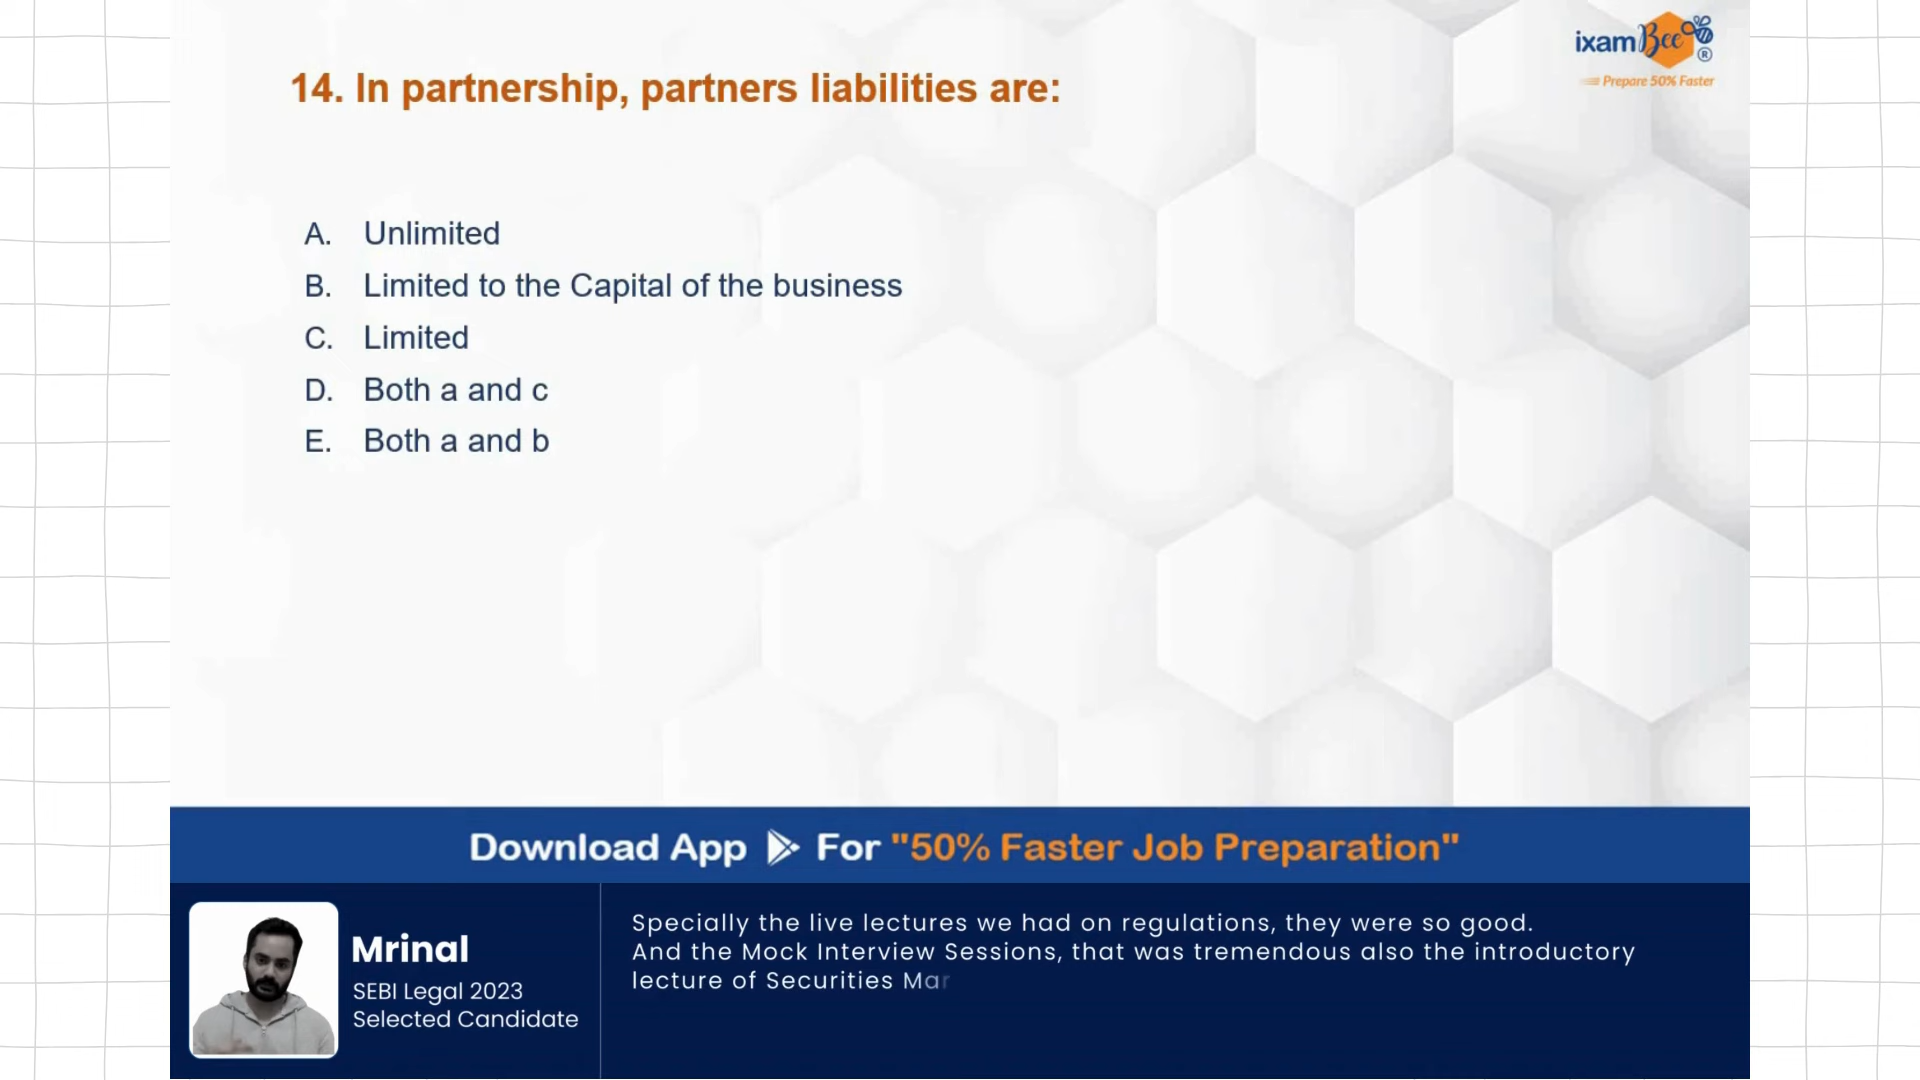 ixamBee
®
Prepare 50% Faster
14. In partnership, partners liabilities are:
A. Unlimited
B. Limited to the Capital of the business
C. Limited
D. Both a and c
E. Both a and b
Download App For "50% Faster Job Preparation"
Mrinal
SEBI Legal 2023
Selected Candidate
Specially the live lectures we had on regulations, they were so good.
And the Mock Interview Sessions, that was tremendous also the introductory
lecture of Securities Mar